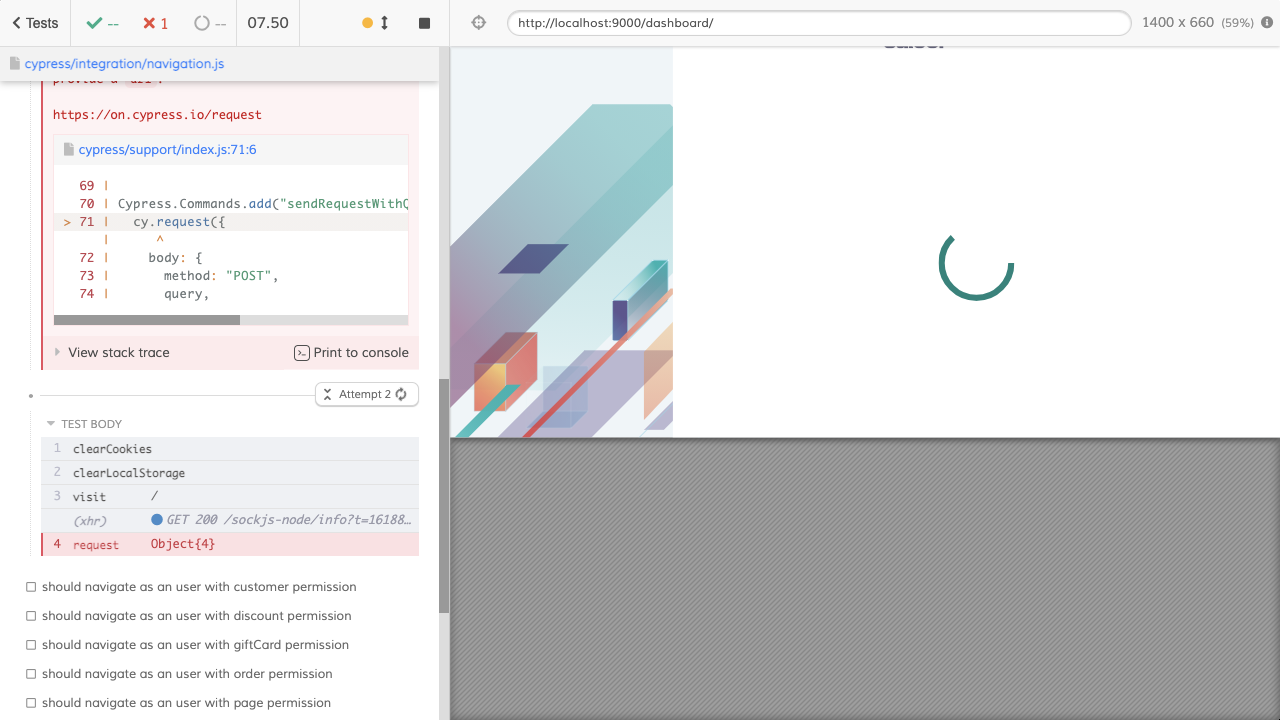 Tests
--
1
--
07.50
http://localhost:9000/dashboard/
1400 x 660 (59%)
cypress/integration/navigation.js
https://on.cypress.io/request
cypress/support/index.js:71:6
69 |
70 | Cypress.Commands.add("sendRequestWithQ
> 71 | cy.request({
| ^
72 | body: {
73 | method: "POST",
74 | query,
View stack trace
Print to console
Attempt 2
TEST BODY
1 clearCookies
2 clearLocalStorage
3 visit /
(xhr) GET 200 /sockjs-node/info?t=16188…
4 request Object{4}
should navigate as an user with customer permission
should navigate as an user with discount permission
should navigate as an user with giftCard permission
should navigate as an user with order permission
should navigate as an user with page permission